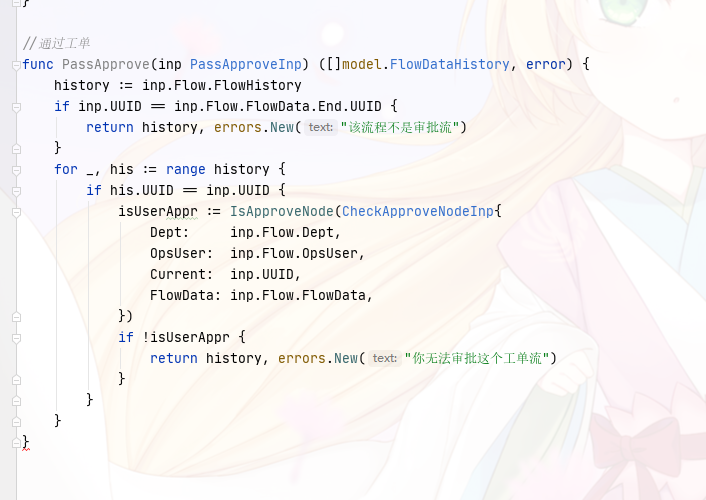 }
//通过工单
func PassApprove(inp PassApproveInp) ([]model.FlowDataHistory, error) {
    history := inp.Flow.FlowHistory
    if inp.UUID == inp.Flow.FlowData.End.UUID {
        return history, errors.New( text: "该流程不是审批流")
    }
    for _, his := range history {
        if his.UUID == inp.UUID {
            isUserAppr := IsApproveNode(CheckApproveNodeInp{
                Dept:     inp.Flow.Dept,
                OpsUser:  inp.Flow.OpsUser,
                Current:  inp.UUID,
                FlowData: inp.Flow.FlowData,
            })
            if !isUserAppr {
                return history, errors.New( text: "你无法审批这个工单流")
            }
        }
    }
}